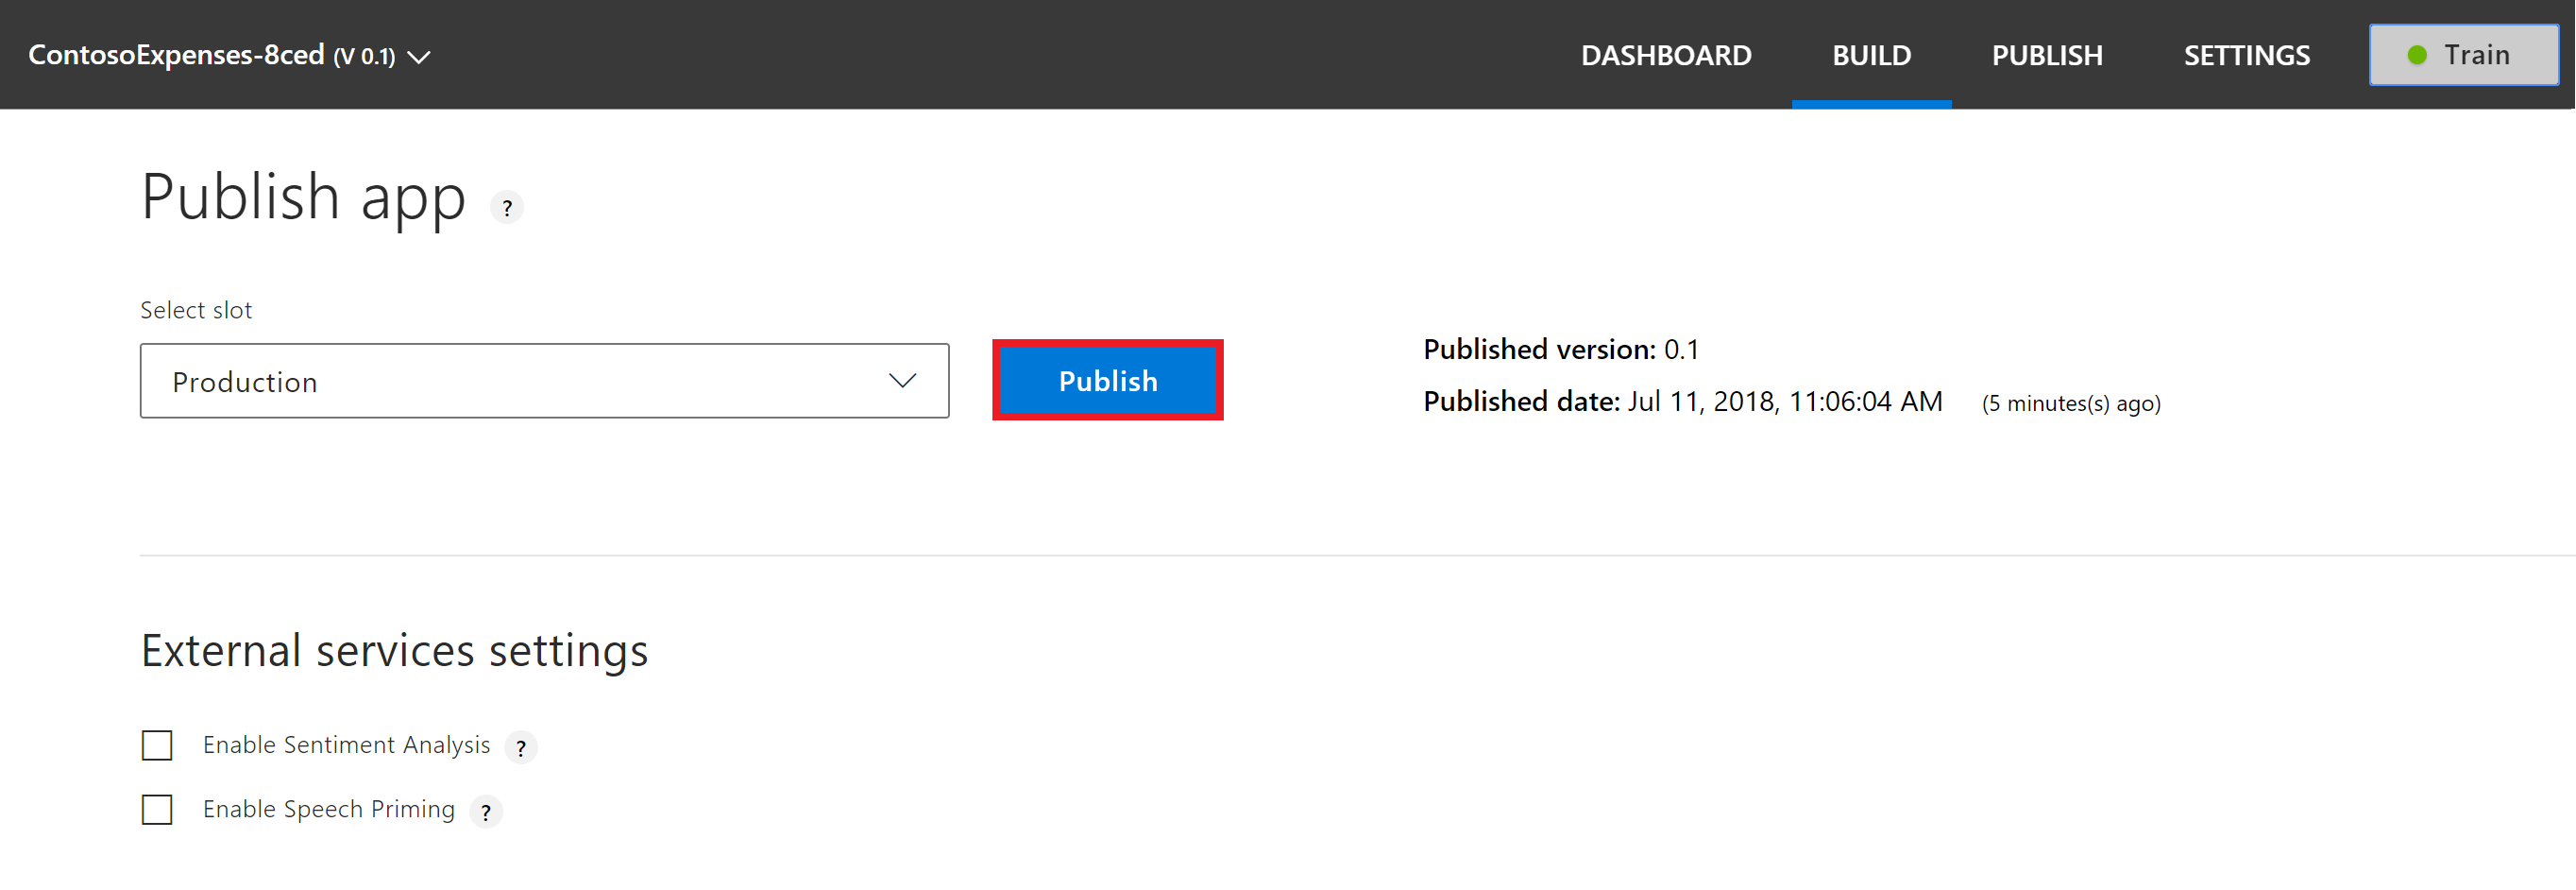 ContosoExpenses-8ced (V 0.1) DASHBOARD BUILD PUBLISH SETTINGS Train
Publish app ?
Select slot
Production
Publish
Published version: 0.1
Published date: Jul 11, 2018, 11:06:04 AM (5 minutes(s) ago)
External services settings
Enable Sentiment Analysis ?
Enable Speech Priming ?